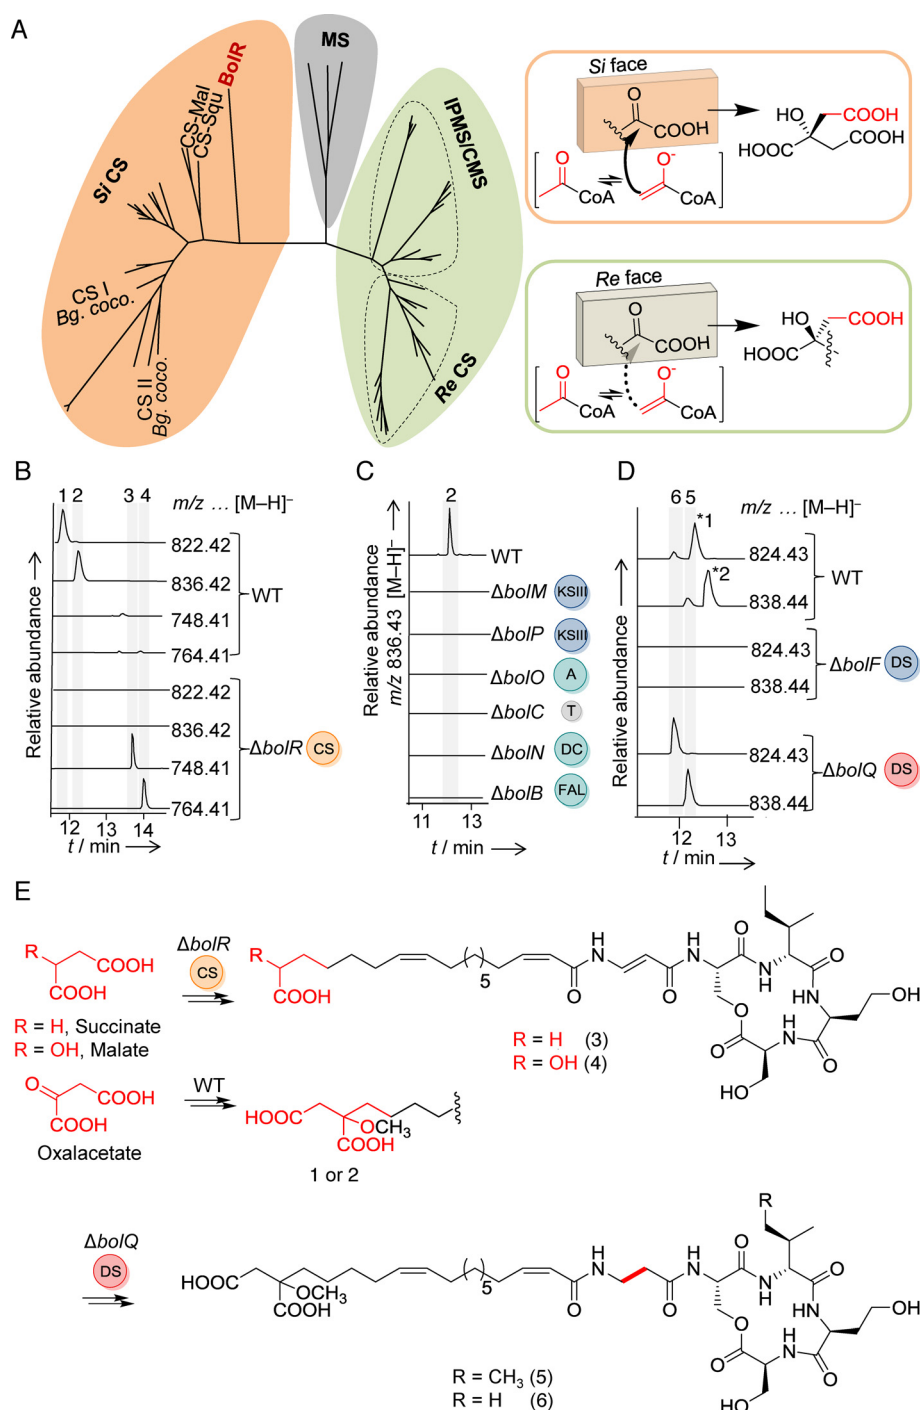 A
Si CS
CS-Mal
CS-Squ
BolR
MS
IPMS/CMS
Re CS
CS I
Bg. coco.
CS II
Bg. coco.
Si face
O
COOH
O
CoA
O-
CoA
HO
COOH
HOOC
COOH
Re face
O
COOH
O
CoA
O-
CoA
HO
COOH
HOOC
B
1 2 3 4 m/z ... [M–H]–
822.42
836.42
748.41
764.41
WT
822.42
836.42
748.41
764.41
ΔbolR CS
Relative abundance
12 13 14
t / min
C
2
Relative abundance
m/z 836.43 [M–H]–
WT
ΔbolM KSIII
ΔbolP KSIII
ΔbolO A
ΔbolC T
ΔbolN DC
ΔbolB FAL
11 13
t / min
D
6 5 m/z ... [M–H]–
*1
824.43
*2
838.44
WT
824.43
838.44
ΔbolF DS
824.43
838.44
ΔbolQ DS
Relative abundance
12 13
t / min
E
R
COOH
COOH
R = H, Succinate
R = OH, Malate
ΔbolR
CS
R
COOH
5
O
H
N
O
H
N
O
O
HN
O
HN
OH
O
H
N
O
HO
R = H (3)
R = OH (4)
O
COOH
COOH
Oxalacetate
WT
HOOC
OCH3
COOH
1 or 2
ΔbolQ
DS
HOOC
OCH3
COOH
5
O
H
N
O
H
N
O
O
HN
R
O
HN
OH
O
H
N
O
HO
R = CH3 (5)
R = H (6)